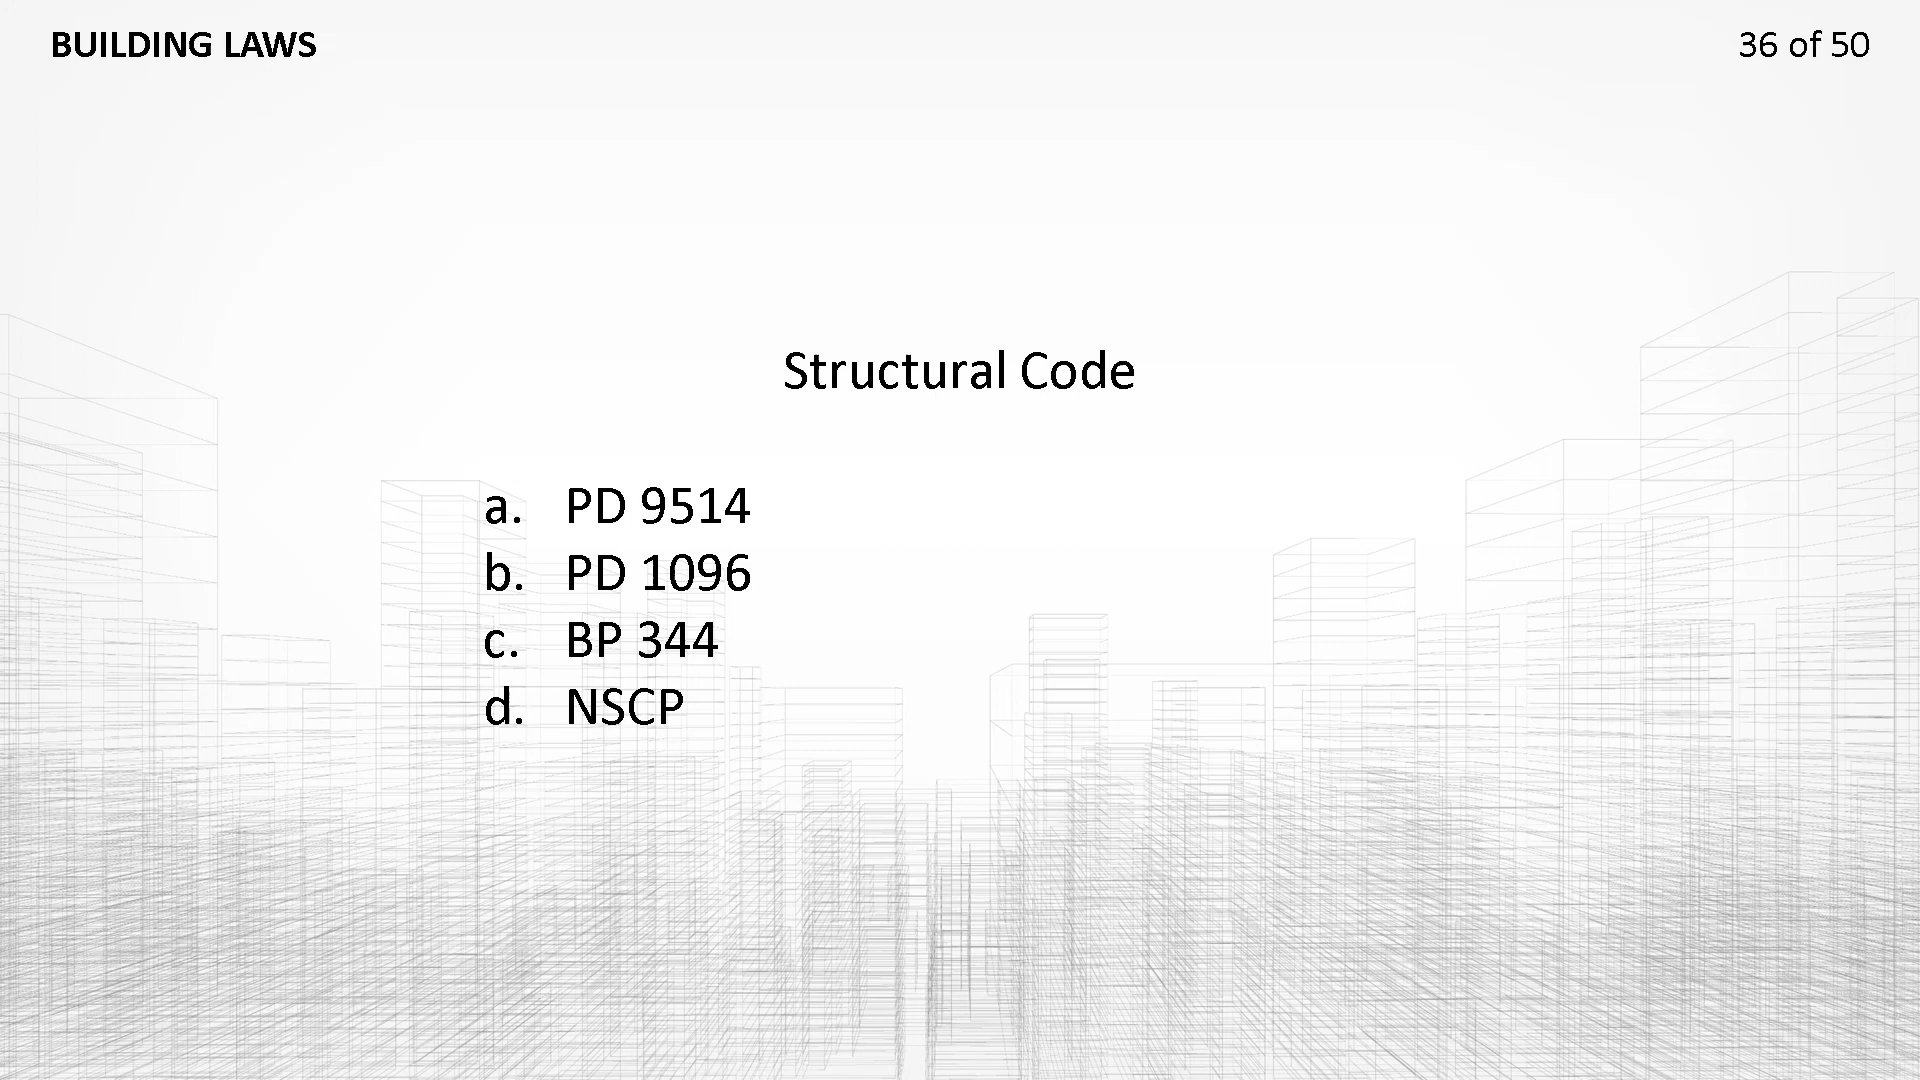 BUILDING LAWS
36 of 50
Structural Code
a. PD 9514
b. PD 1096
c. BP 344
d. NSCP